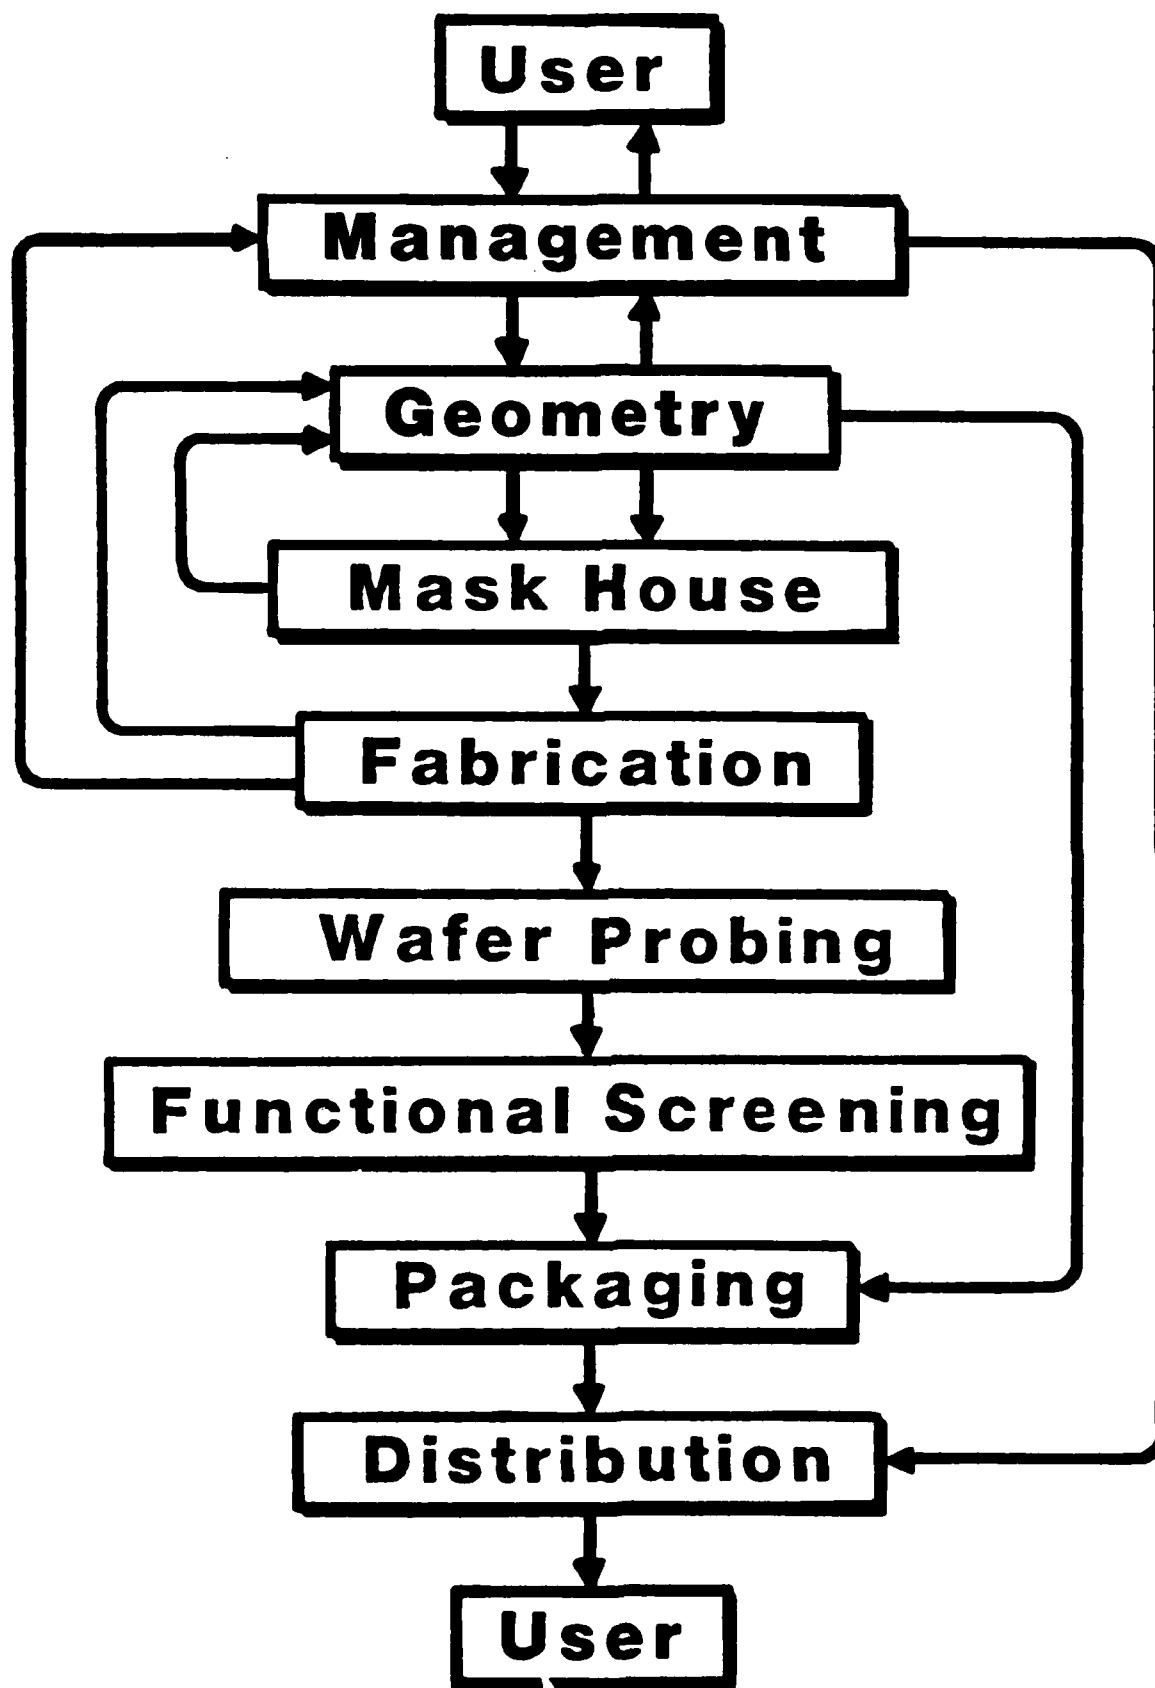 User
Management
Geometry
Mask House
Fabrication
Wafer Probing
Functional Screening
Packaging
Distribution
User